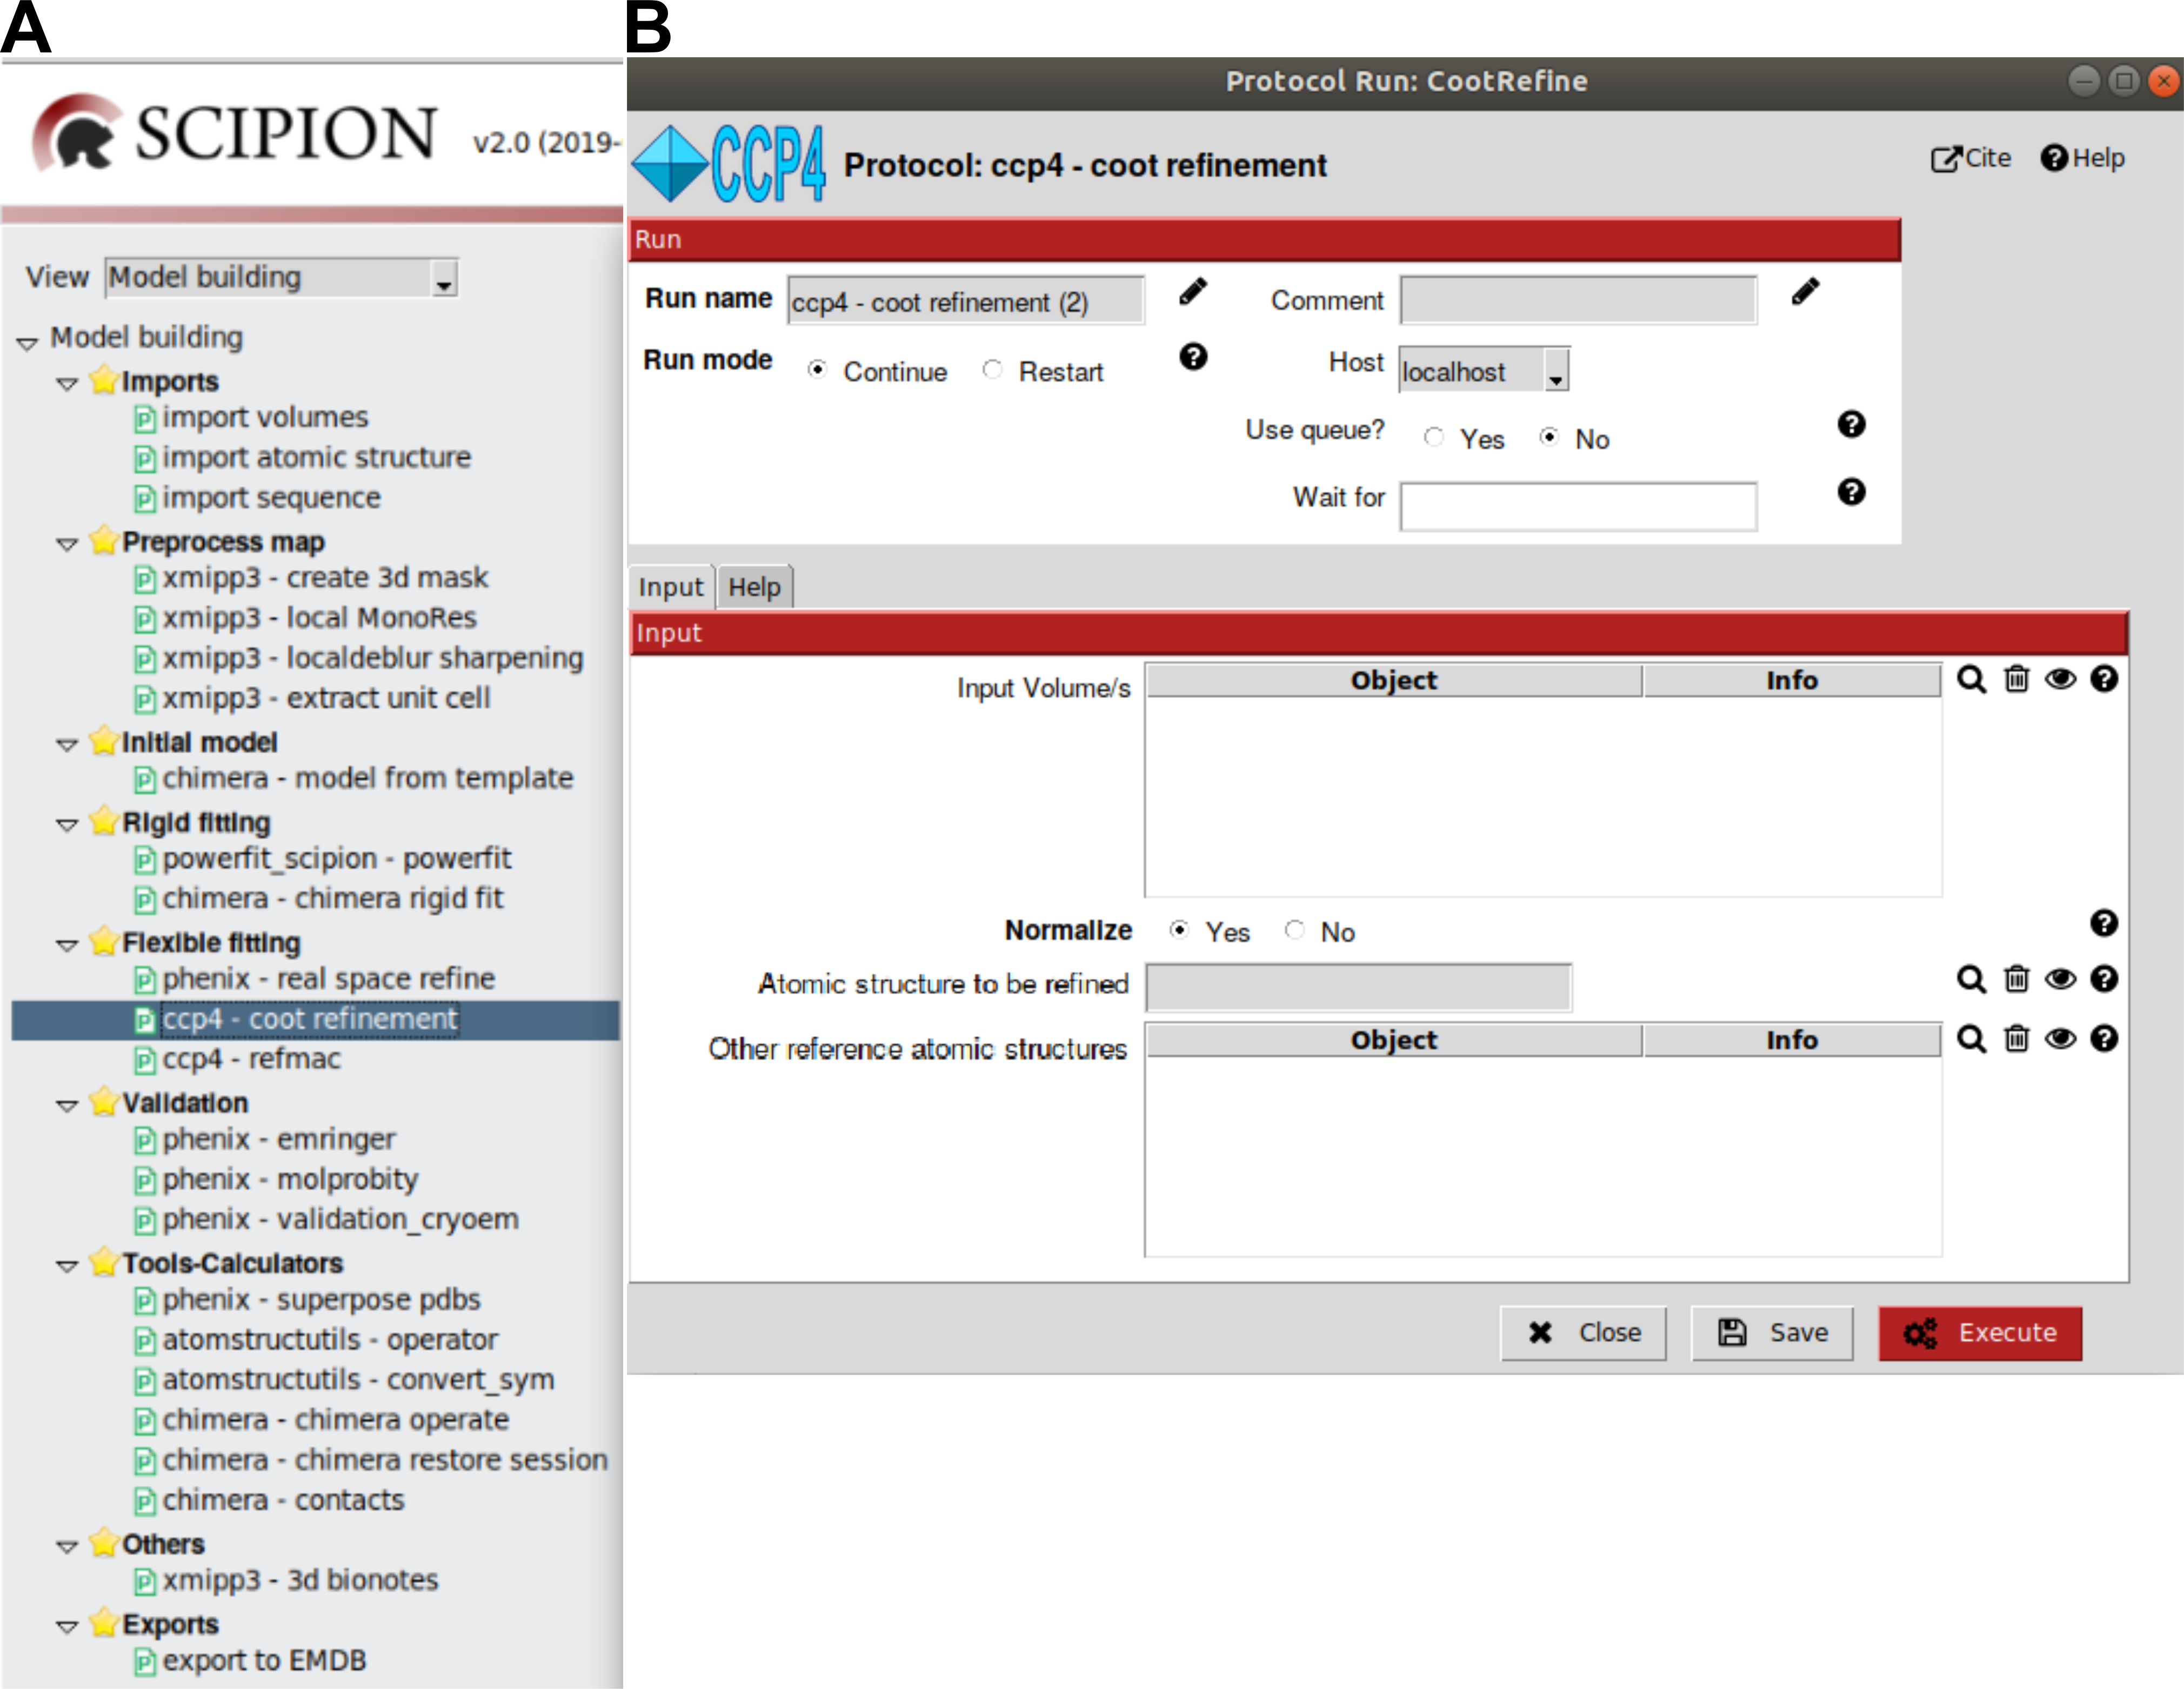 A
SCIPION v2.0 (2019-
View Model building
Model building
Imports
import volumes
import atomic structure
import sequence
Preprocess map
xmipp3 - create 3d mask
xmipp3 - local MonoRes
xmipp3 - localdeblur sharpening
xmipp3 - extract unit cell
Initial model
chimera - model from template
Rigid fitting
powerfit_scipion - powerfit
chimera - chimera rigid fit
Flexible fitting
phenix - real space refine
ccp4 - coot refinement
ccp4 - refmac
Validation
phenix - emringer
phenix - molprobity
phenix - validation_cryoem
Tools-Calculators
phenix - superpose pdbs
atomstructutils - operator
atomstructutils - convert_sym
chimera - chimera operate
chimera - chimera restore session
chimera - contacts
Others
xmipp3 - 3d bionotes
Exports
export to EMDB
B
Protocol Run: CootRefine
CCP4 Protocol: ccp4 - coot refinement Cite Help
Run
Run name ccp4 - coot refinement (2) Comment
Run mode Continue Restart Host localhost
Use queue? Yes No
Wait for
Input Help
Input
Input Volume/s Object Info
Normalize Yes No
Atomic structure to be refined
Other reference atomic structures Object Info
Close Save Execute